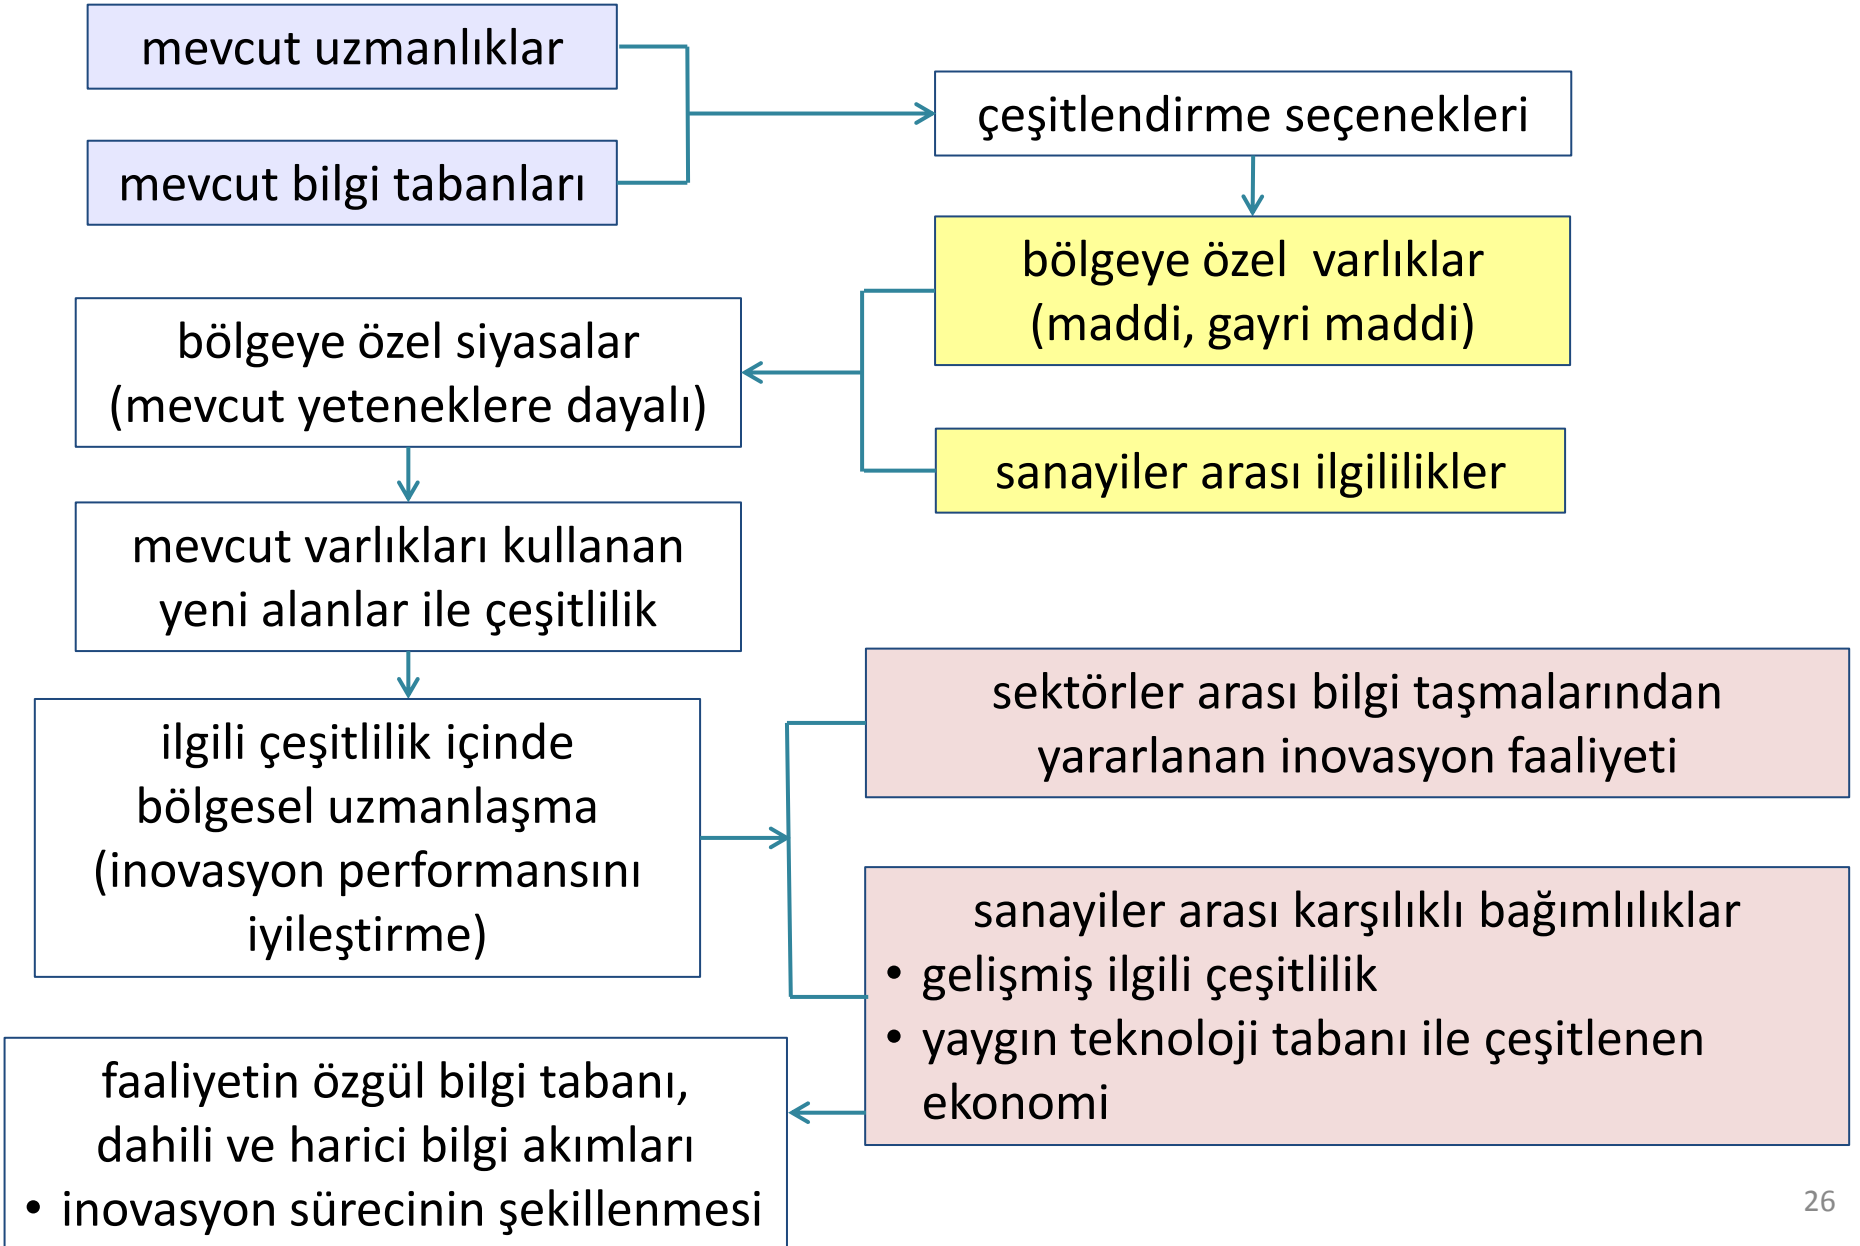 mevcut uzmanlıklar
mevcut bilgi tabanları
çeşitlendirme seçenekleri
bölgeye özel  varlıklar
(maddi, gayri maddi)
sanayiler arası ilgililikler
bölgeye özel siyasalar
(mevcut yeteneklere dayalı)
mevcut varlıkları kullanan
yeni alanlar ile çeşitlilik
ilgili çeşitlilik içinde
bölgesel uzmanlaşma
(inovasyon performansını
iyileştirme)
sektörler arası bilgi taşmalarından
yararlanan inovasyon faaliyeti
sanayiler arası karşılıklı bağımlılıklar
• gelişmiş ilgili çeşitlilik
• yaygın teknoloji tabanı ile çeşitlenen
ekonomi
faaliyetin özgül bilgi tabanı,
dahili ve harici bilgi akımları
• inovasyon sürecinin şekillenmesi
26